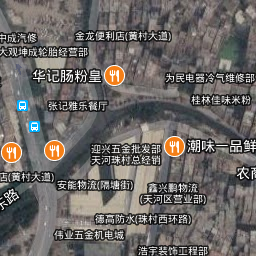 中成汽修
金龙便利店(黄村大道)
大观坤成轮胎经营部
华记肠粉皇
为民电器冷气维修部
张记雅乐餐厅
桂林佳味米粉
迎兴五金批发部
天河珠村总经销
潮味一品鲜
农商
店(黄村大道)
安能物流(隔塘街)
鑫兴鹏物流
(天河区营业部)
乐路
德高防水(珠村西环路)
伟业五金机电城
浩宇装饰工程部